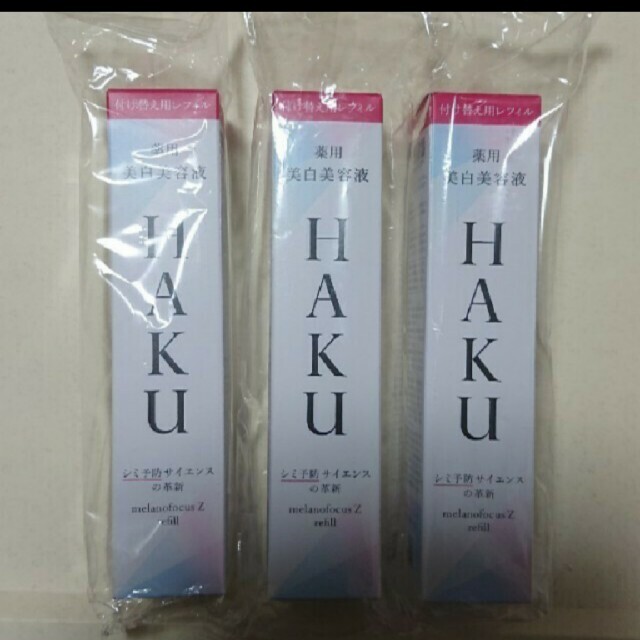 付け替え用レフィル
薬用
美白美容液
HAKU
シミ予防サイエンス
の革新
melanofocus Z
refill
付け替え用レフィル
薬用
美白美容液
HAKU
シミ予防サイエンス
の革新
melanofocus Z
refill
付け替え用レフィル
薬用
美白美容液
HAKU
シミ予防サイエンス
の革新
melanofocus Z
refill